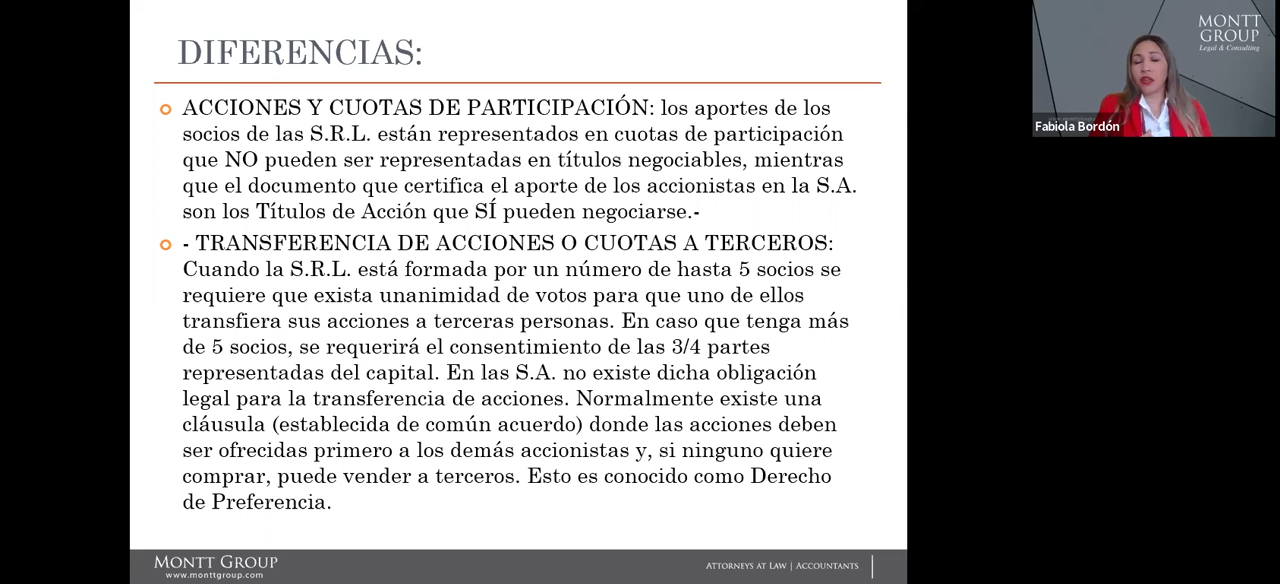 DIFERENCIAS:
ACCIONES Y CUOTAS DE PARTICIPACIÓN: los aportes de los
socios de las S.R.L. están representados en cuotas de participación
que NO pueden ser representadas en títulos negociables, mientras
que el documento que certifica el aporte de los accionistas en la S.A.
son los Títulos de Acción que SÍ pueden negociarse.-
- TRANSFERENCIA DE ACCIONES O CUOTAS A TERCEROS:
Cuando la S.R.L. está formada por un número de hasta 5 socios se
requiere que exista unanimidad de votos para que uno de ellos
transfiera sus acciones a terceras personas. En caso que tenga más
de 5 socios, se requerirá el consentimiento de las 3/4 partes
representadas del capital. En las S.A. no existe dicha obligación
legal para la transferencia de acciones. Normalmente existe una
cláusula (establecida de común acuerdo) donde las acciones deben
ser ofrecidas primero a los demás accionistas y, si ninguno quiere
comprar, puede vender a terceros. Esto es conocido como Derecho
de Preferencia.
MONTT GROUP
www.monttgroup.com
ATTORNEYS AT LAW | ACCOUNTANTS
MONTT
GROUP
Legal & Consulting
Fabiola Bordón